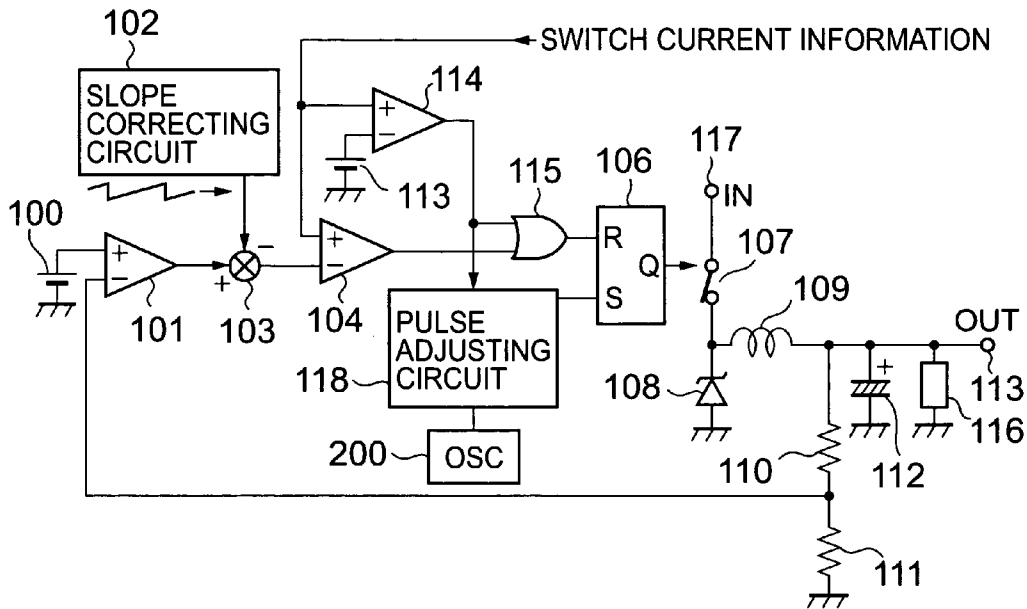 102
SWITCH CURRENT INFORMATION
SLOPE
CORRECTING
CIRCUIT
114
+
−
113
115
106
117
IN
100
+
−
101
−
+
103
+
−
104
R
Q
S
107
109
OUT
113
118
PULSE
ADJUSTING
CIRCUIT
108
+
112
116
200
OSC
110
111